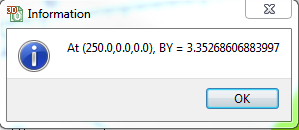 Information
At (250.0,0.0,0.0), BY = 3.35268606883997
OK